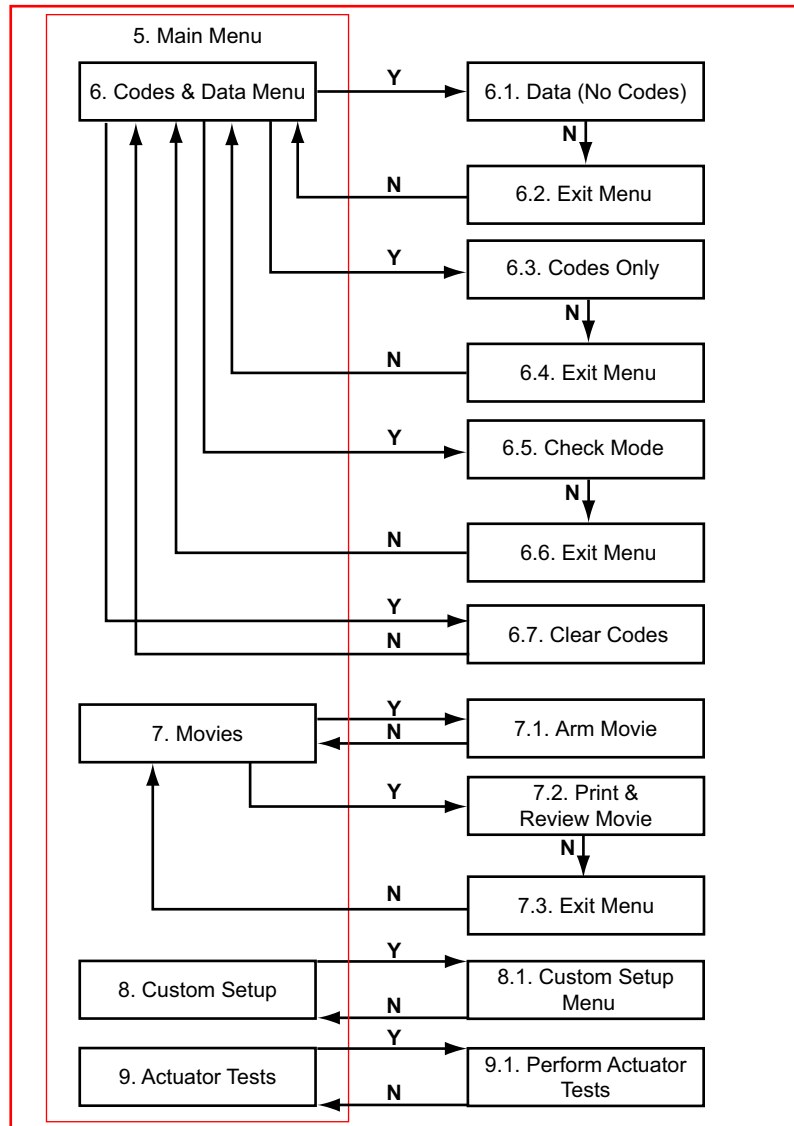 5. Main Menu
6. Codes & Data Menu
Y
6.1. Data (No Codes)
N
N
6.2. Exit Menu
Y
6.3. Codes Only
N
N
6.4. Exit Menu
Y
6.5. Check Mode
N
N
6.6. Exit Menu
Y
6.7. Clear Codes
N
7. Movies
Y
N
7.1. Arm Movie
Y
7.2. Print &
Review Movie
N
N
7.3. Exit Menu
Y
8. Custom Setup
8.1. Custom Setup
Menu
N
Y
9. Actuator Tests
9.1. Perform Actuator
Tests
N